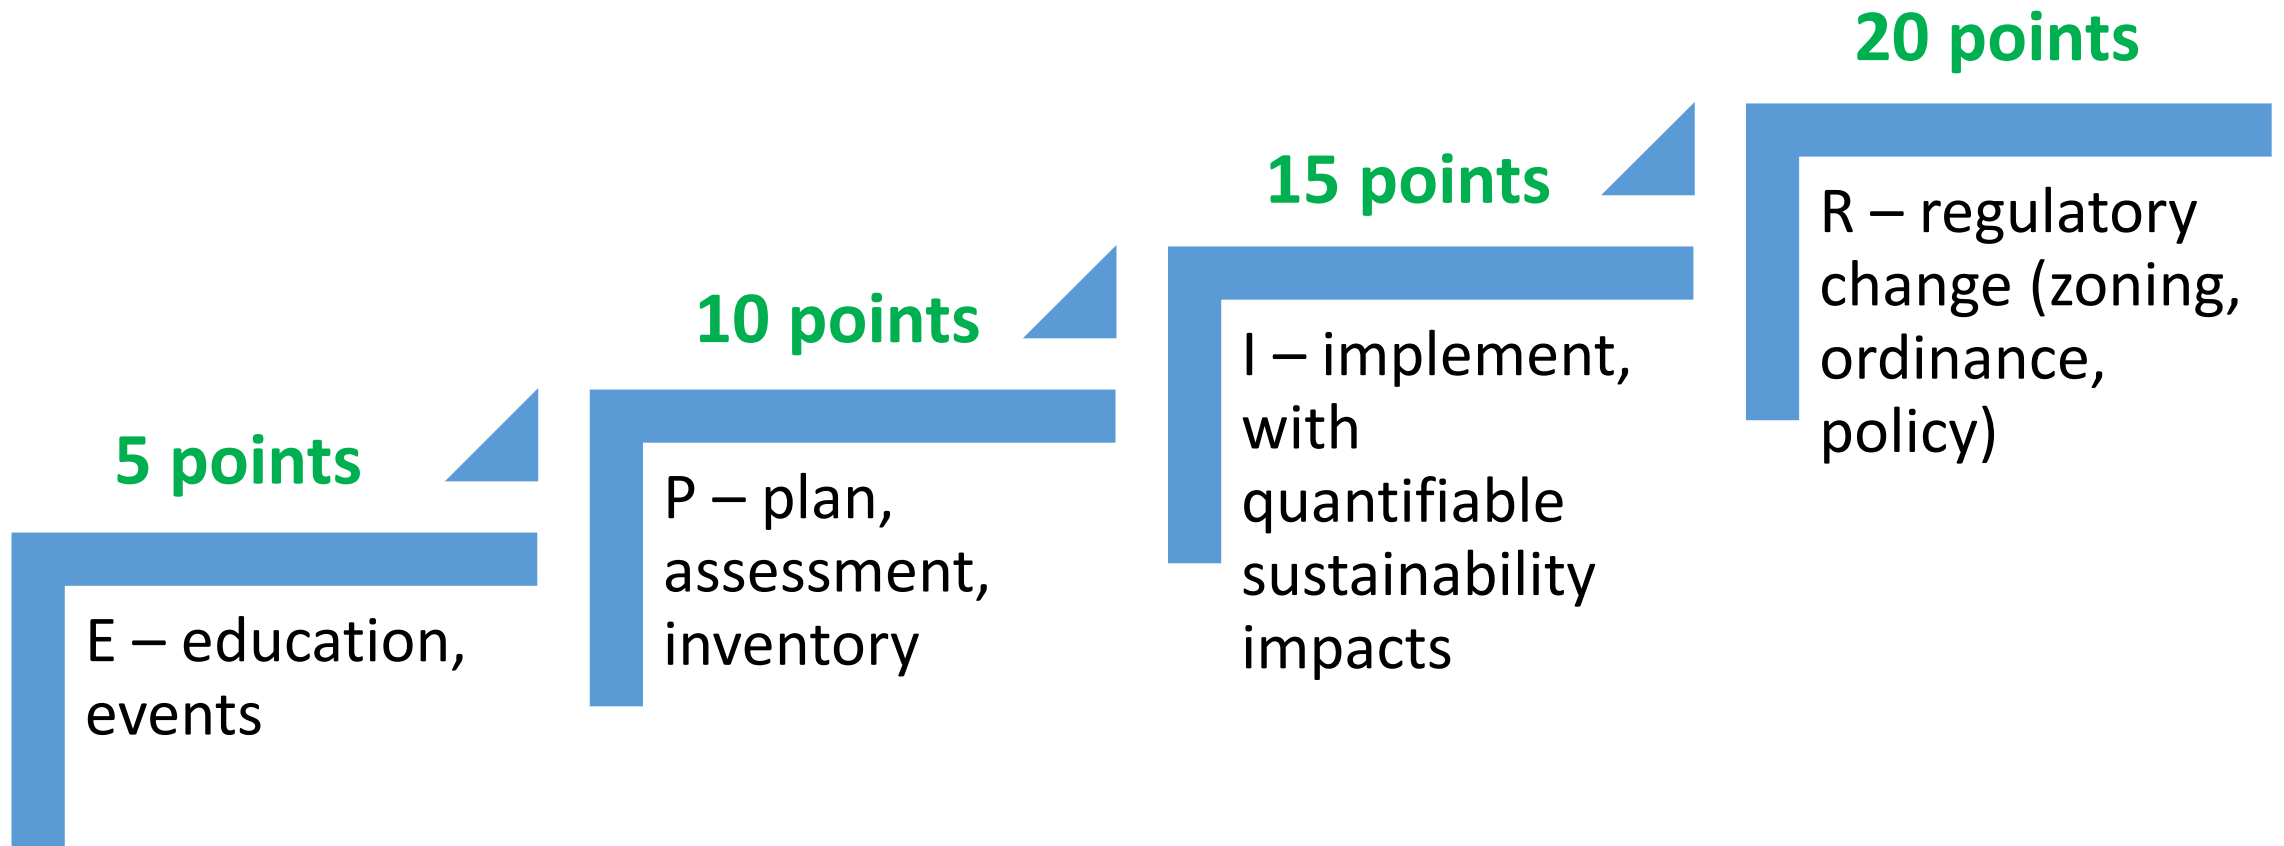 5 points
E – education,
events
10 points
P – plan,
assessment,
inventory
15 points
I – implement,
with
quantifiable
sustainability
impacts
20 points
R – regulatory
change (zoning,
ordinance,
policy)